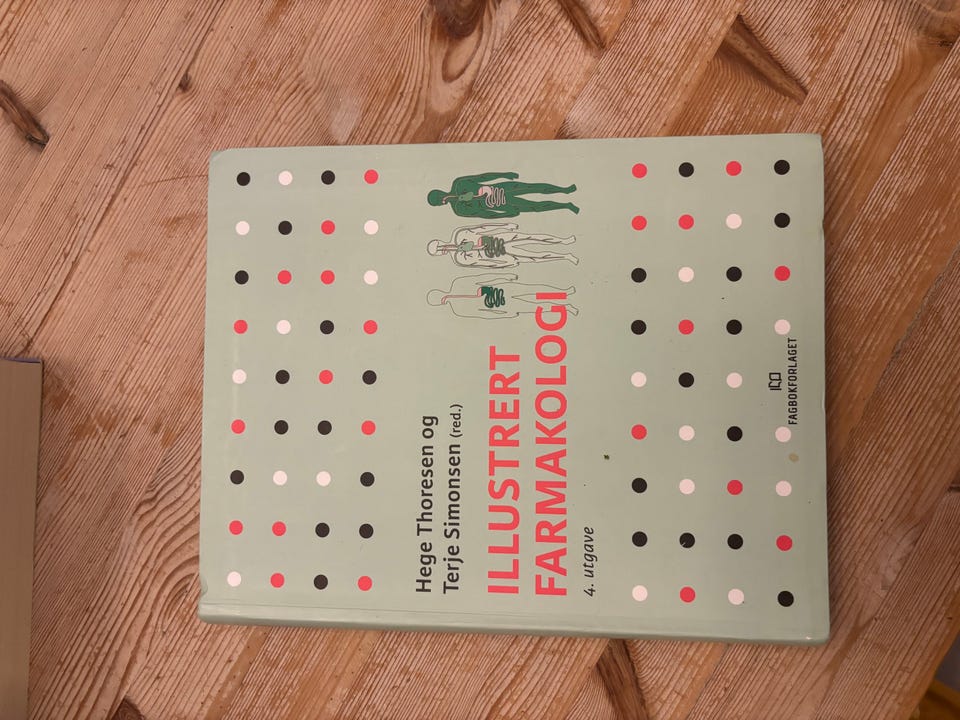 Hege Thoresen og
Terje Simonsen (red.)
ILLUSTRERT
FARMAKOLOGI
4. utgave
FAGBOKFORLAGET